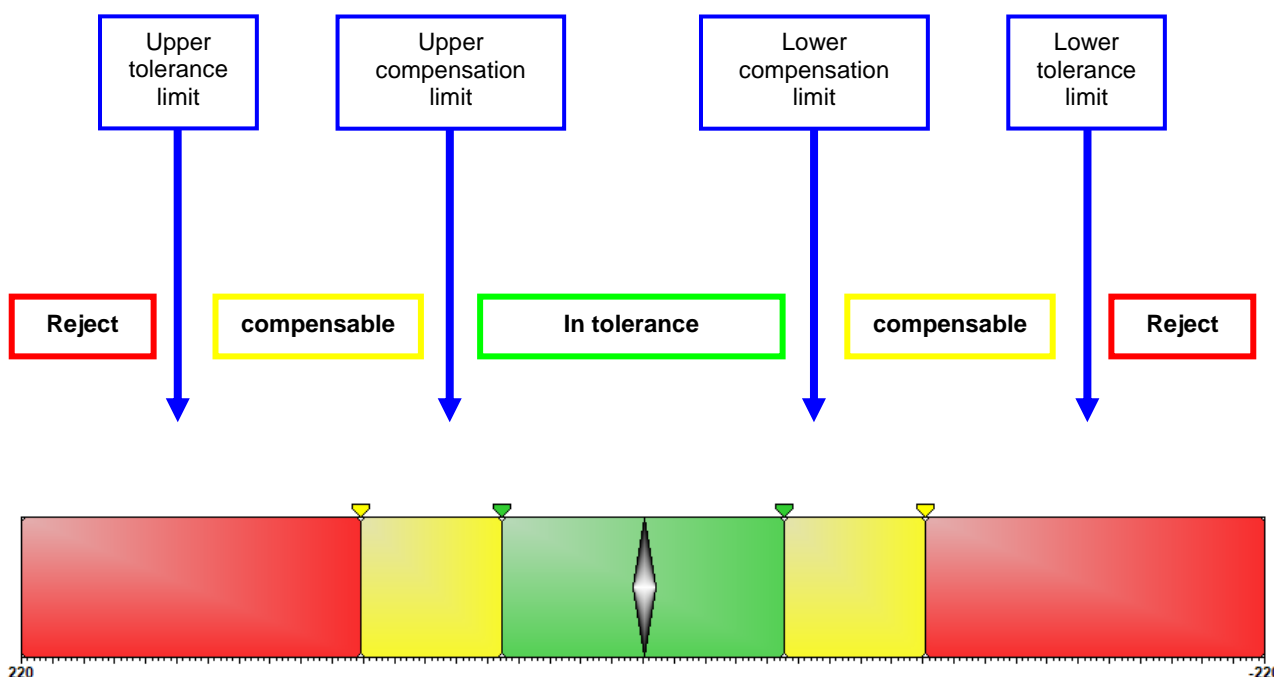 Upper
tolerance
limit
Upper
compensation
limit
Lower
compensation
limit
Lower
tolerance
limit
Reject
compensable
In tolerance
compensable
Reject
220
-220